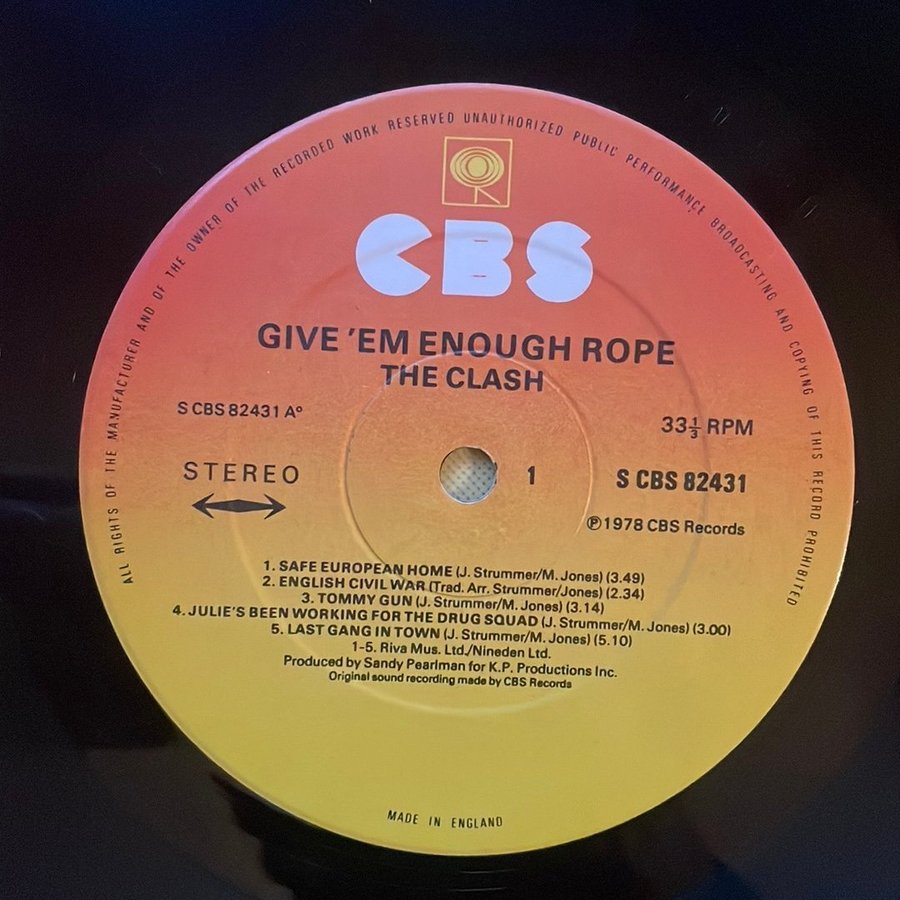 ALL RIGHTS OF THE MANUFACTURER AND OF THE OWNER OF THE RECORDED WORK RESERVED UNAUTHORIZED PUBLIC PERFORMANCE BROADCASTING AND COPYING OF THIS RECORD PROHIBITED
CBS
GIVE 'EM ENOUGH ROPE
THE CLASH
S CBS 82431 Aº
33⅓ RPM
STEREO
1
S CBS 82431
℗1978 CBS Records
1. SAFE EUROPEAN HOME (J. Strummer/M. Jones) (3.49)
2. ENGLISH CIVIL WAR (Trad. Arr. Strummer/Jones) (2.34)
3. TOMMY GUN (J. Strummer/M. Jones) (3.14)
4. JULIE'S BEEN WORKING FOR THE DRUG SQUAD (J. Strummer/M. Jones) (3.00)
5. LAST GANG IN TOWN (J. Strummer/M. Jones) (5.10)
1-5. Riva Mus. Ltd./Nineden Ltd.
Produced by Sandy Pearlman for K.P. Productions Inc.
Original sound recording made by CBS Records
MADE IN ENGLAND